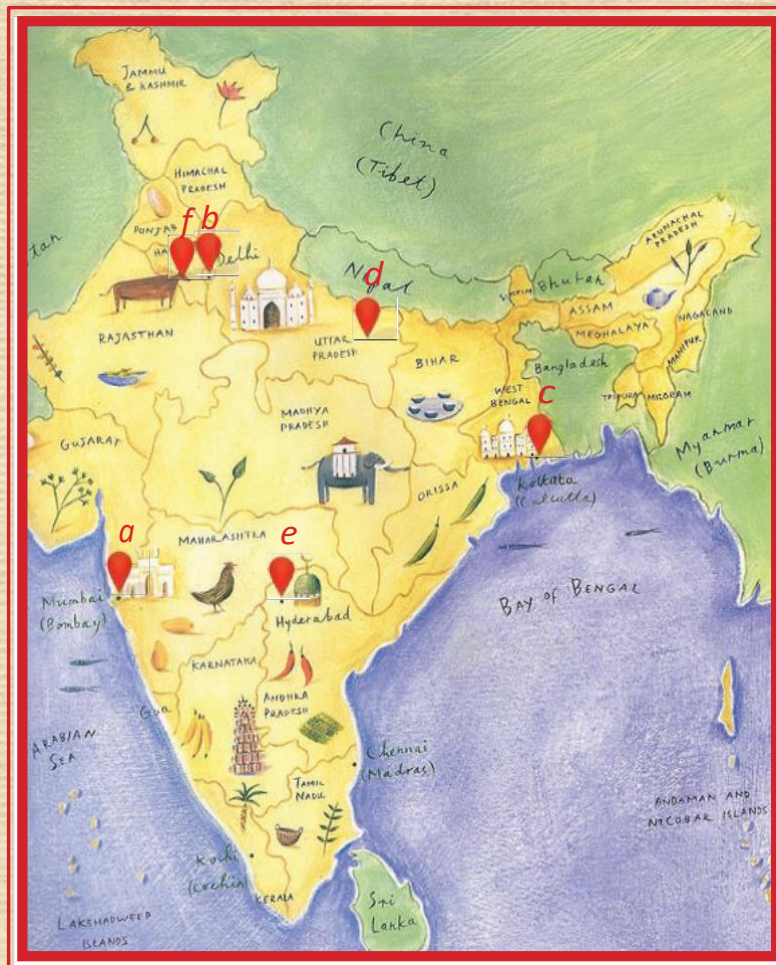 JAMMU
& KASHMIR
China
(Tibet)
HIMACHAL
PRADESH
PUNJAB
HA
f
b
Delhi
tan
ARUNACHAL
PRADESH
Nepal
d
SIKKIM
Bhutan
ASSAM
NAGALAND
MEGHALAYA
MANIPUR
RAJASTHAN
UTTAR
PRADESH
BIHAR
Bangladesh
WEST
BENGAL
c
TRIPURA
MIZORAM
MADHYA
PRADESH
GUJARAT
Myanmar
(Burma)
Kolkata
(Calcutta)
ORISSA
a
MAHARASHTRA
e
Mumbai
(Bombay)
Hyderabad
BAY OF BENGAL
KARNATAKA
ANDHRA
PRADESH
Goa
ARABIAN
SEA
Chennai
(Madras)
TAMIL
NADU
ANDAMAN AND
NICOBAR ISLANDS
Kochi
(Cochin)
KERALA
Sri
Lanka
LAKSHADWEEP
ISLANDS